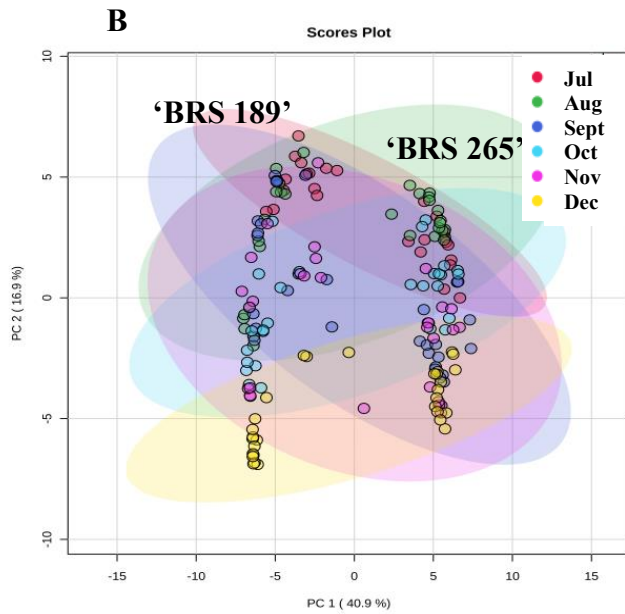 B
Scores Plot
‘BRS 189’
‘BRS 265’
Jul
Aug
Sept
Oct
Nov
Dec
10
5
0
-5
-10
PC 2 ( 16.9 %)
-15
-10
-5
0
5
10
15
PC 1 ( 40.9 %)